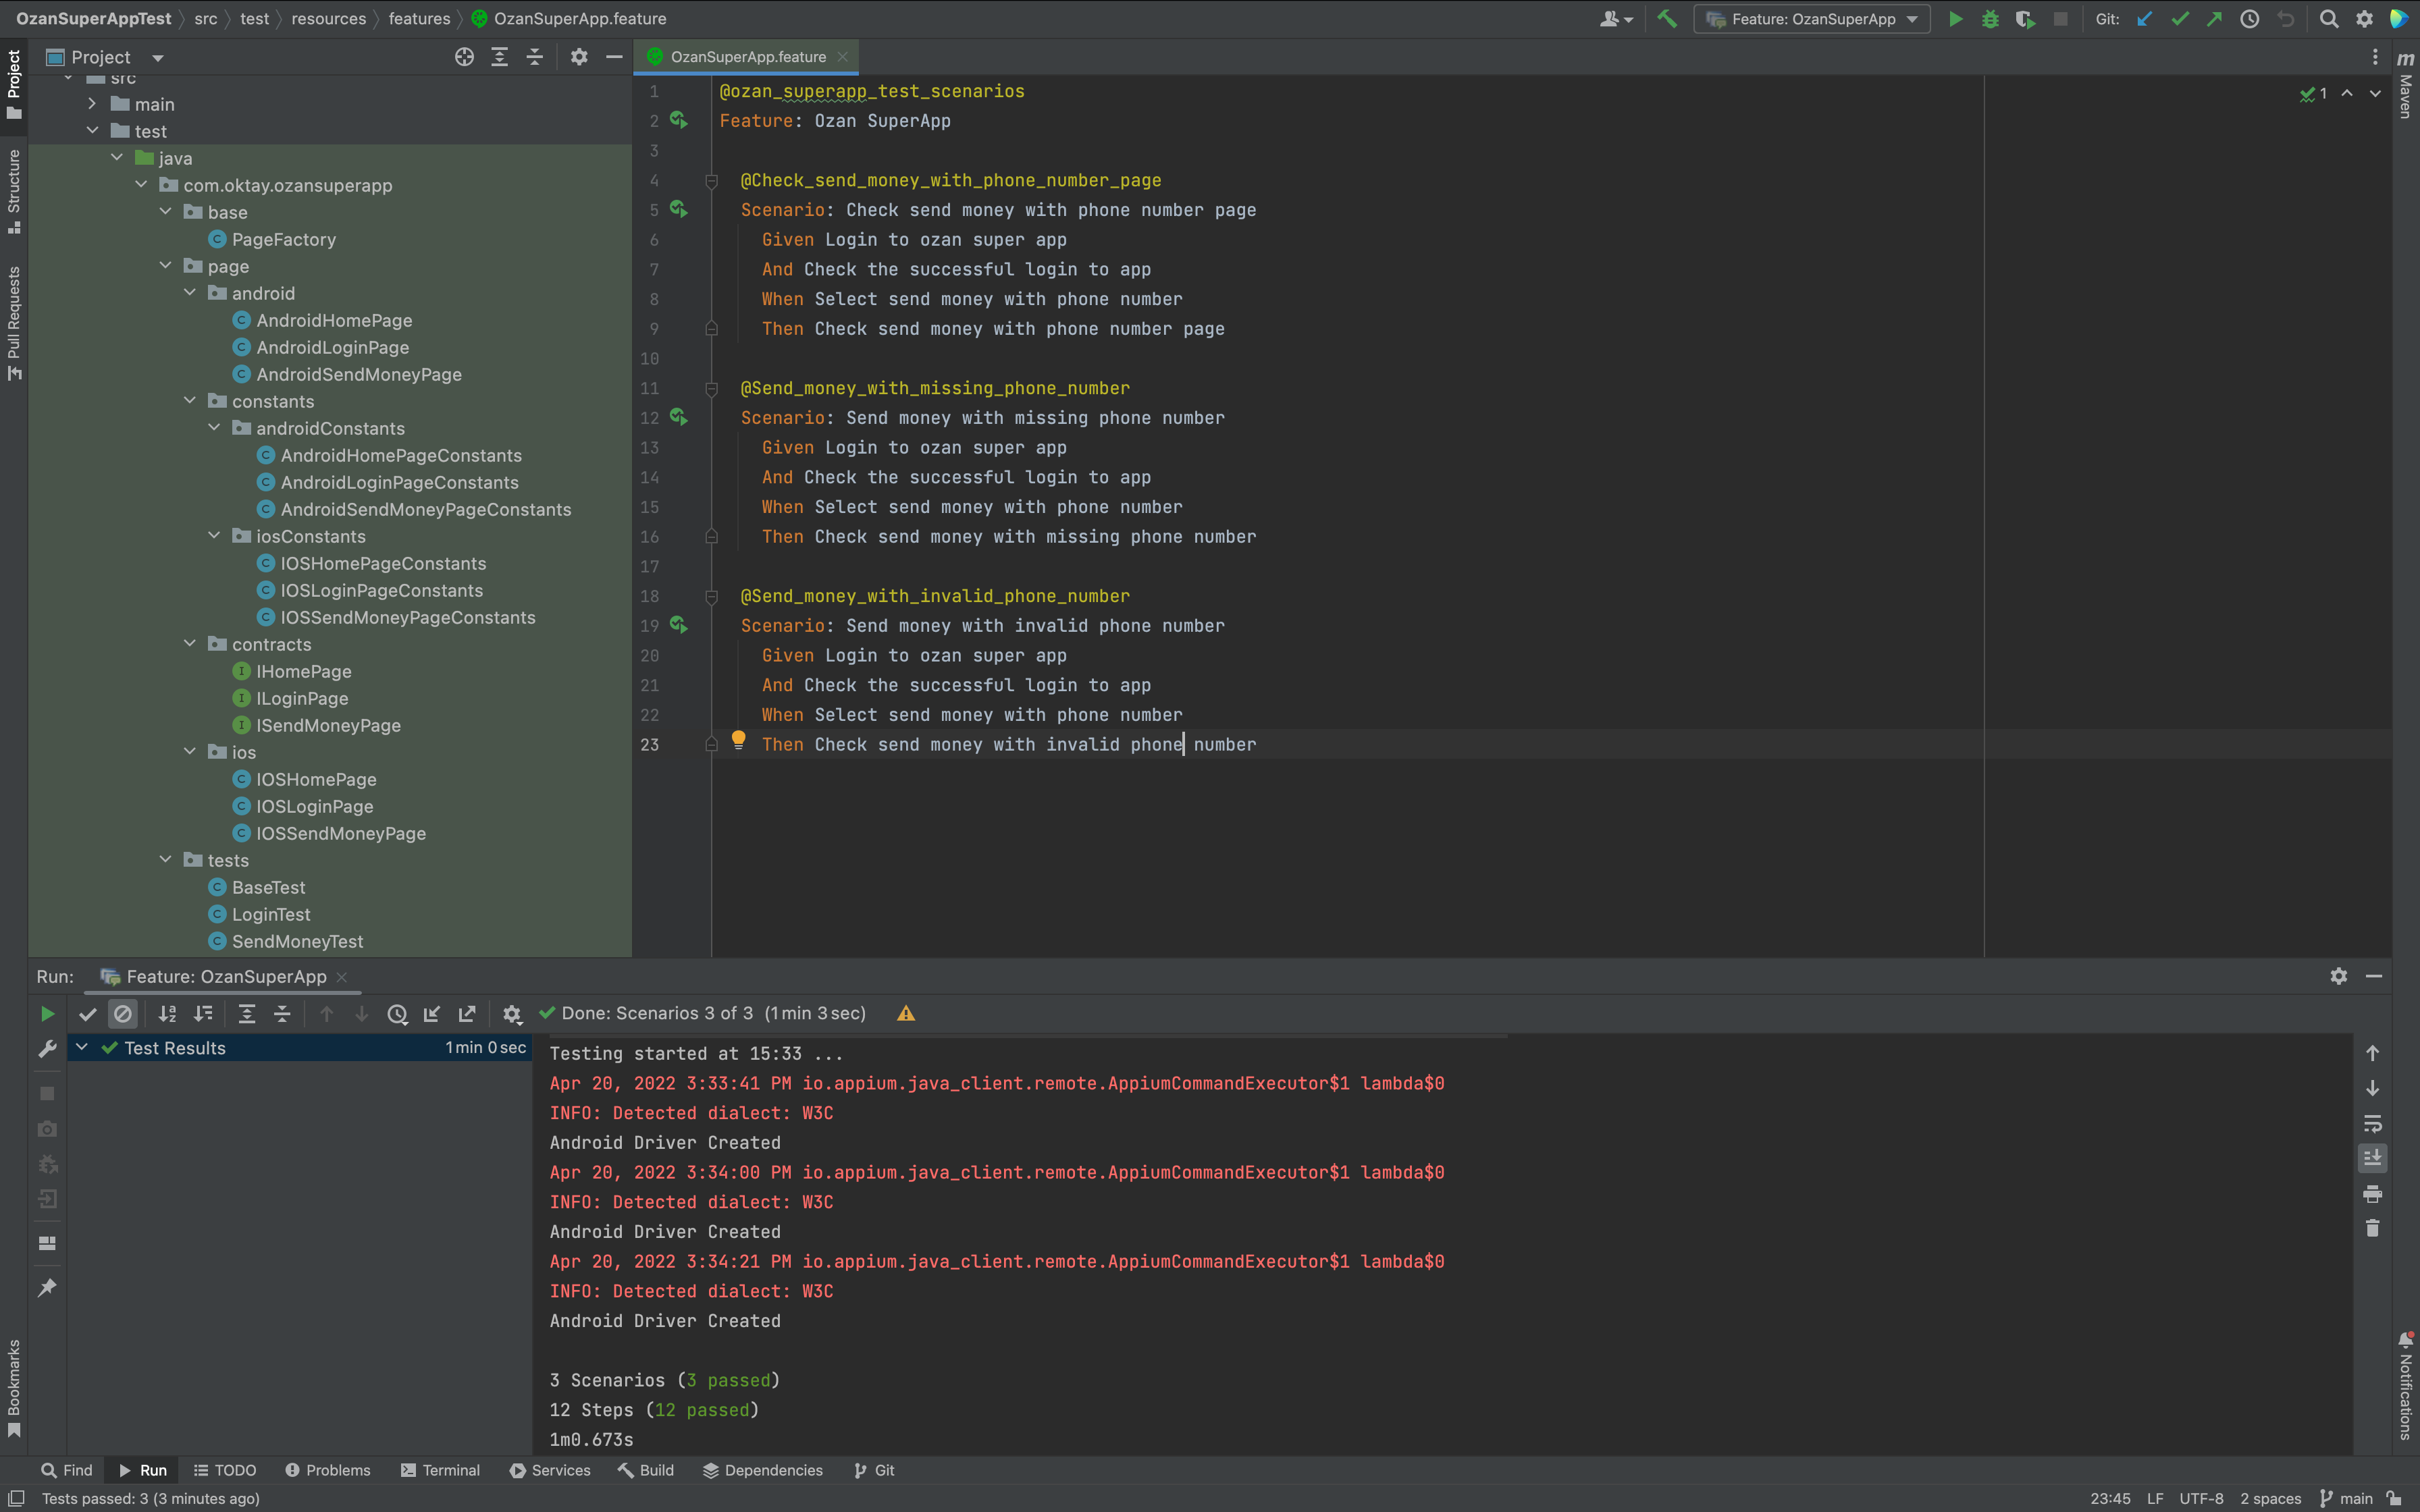 OzanSuperAppTest src test resources features OzanSuperApp.feature
Feature: OzanSuperApp Git:
Project
OzanSuperApp.feature
Project
Structure
Pull Requests
Bookmarks
src
main
test
java
com.oktay.ozansuperapp
base
PageFactory
page
android
AndroidHomePage
AndroidLoginPage
AndroidSendMoneyPage
constants
androidConstants
AndroidHomePageConstants
AndroidLoginPageConstants
AndroidSendMoneyPageConstants
iosConstants
IOSHomePageConstants
IOSLoginPageConstants
IOSSendMoneyPageConstants
contracts
IHomePage
ILoginPage
ISendMoneyPage
ios
IOSHomePage
IOSLoginPage
IOSSendMoneyPage
tests
BaseTest
LoginTest
SendMoneyTest
1 @ozan_superapp_test_scenarios
2 Feature: Ozan SuperApp
3
4 @Check_send_money_with_phone_number_page
5 Scenario: Check send money with phone number page
6 Given Login to ozan super app
7 And Check the successful login to app
8 When Select send money with phone number
9 Then Check send money with phone number page
10
11 @Send_money_with_missing_phone_number
12 Scenario: Send money with missing phone number
13 Given Login to ozan super app
14 And Check the successful login to app
15 When Select send money with phone number
16 Then Check send money with missing phone number
17
18 @Send_money_with_invalid_phone_number
19 Scenario: Send money with invalid phone number
20 Given Login to ozan super app
21 And Check the successful login to app
22 When Select send money with phone number
23 Then Check send money with invalid phone number
1
m
Maven
Notifications
Run: Feature: OzanSuperApp
Done: Scenarios 3 of 3 (1 min 3 sec)
Test Results 1 min 0 sec
Testing started at 15:33 ...
Apr 20, 2022 3:33:41 PM io.appium.java_client.remote.AppiumCommandExecutor$1 lambda$0
INFO: Detected dialect: W3C
Android Driver Created
Apr 20, 2022 3:34:00 PM io.appium.java_client.remote.AppiumCommandExecutor$1 lambda$0
INFO: Detected dialect: W3C
Android Driver Created
Apr 20, 2022 3:34:21 PM io.appium.java_client.remote.AppiumCommandExecutor$1 lambda$0
INFO: Detected dialect: W3C
Android Driver Created
3 Scenarios (3 passed)
12 Steps (12 passed)
1m0.673s
Find Run TODO Problems Terminal Services Build Dependencies Git
Tests passed: 3 (3 minutes ago) 23:45 LF UTF-8 2 spaces main